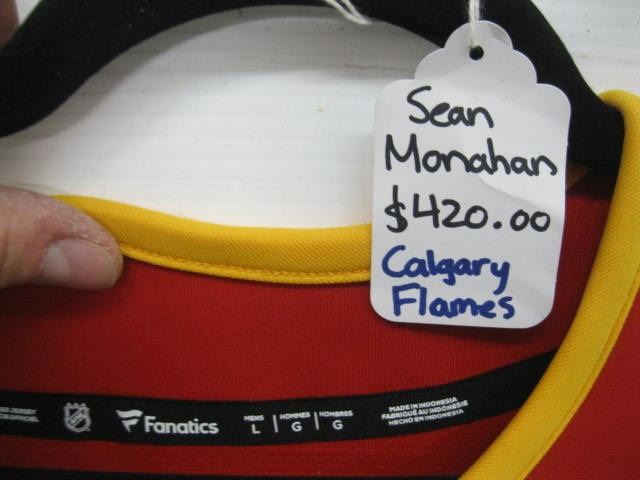 Sean
Monahan
$420.00
Calgary
Flames
Fanatics
MENS
L
HOMMES
G
HOMBRES
G
MADE IN INDONESIA
FABRIQUÉ AU INDONÉSIE
HECHO EN INDONESIA